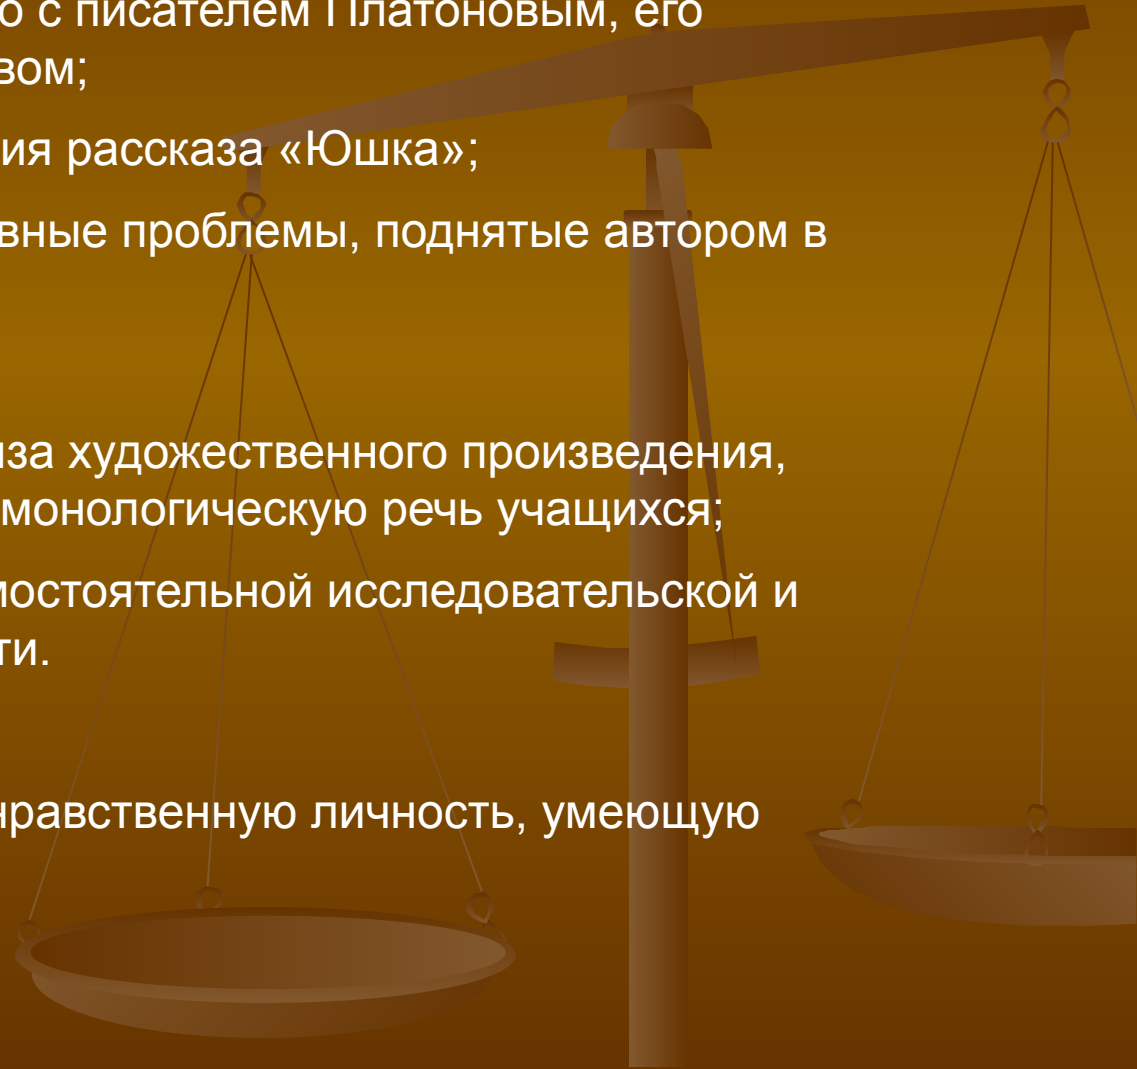 о с писателем Платоновым, его
вом;
ия рассказа «Юшка»;
вные проблемы, поднятые автором в
иза художественного произведения,
монологическую речь учащихся;
мостоятельной исследовательской и
ти.
нравственную личность, умеющую